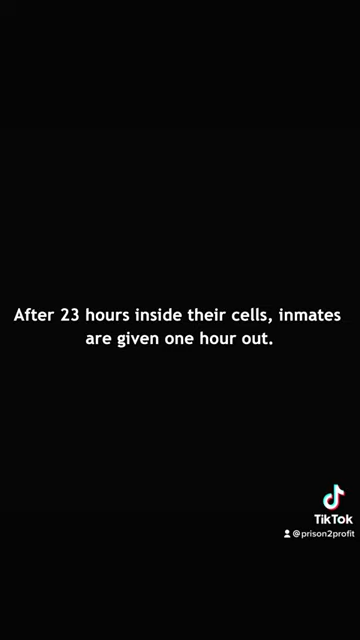 After 23 hours inside their cells, inmates
are given one hour out.
TikTok
@prison2profit